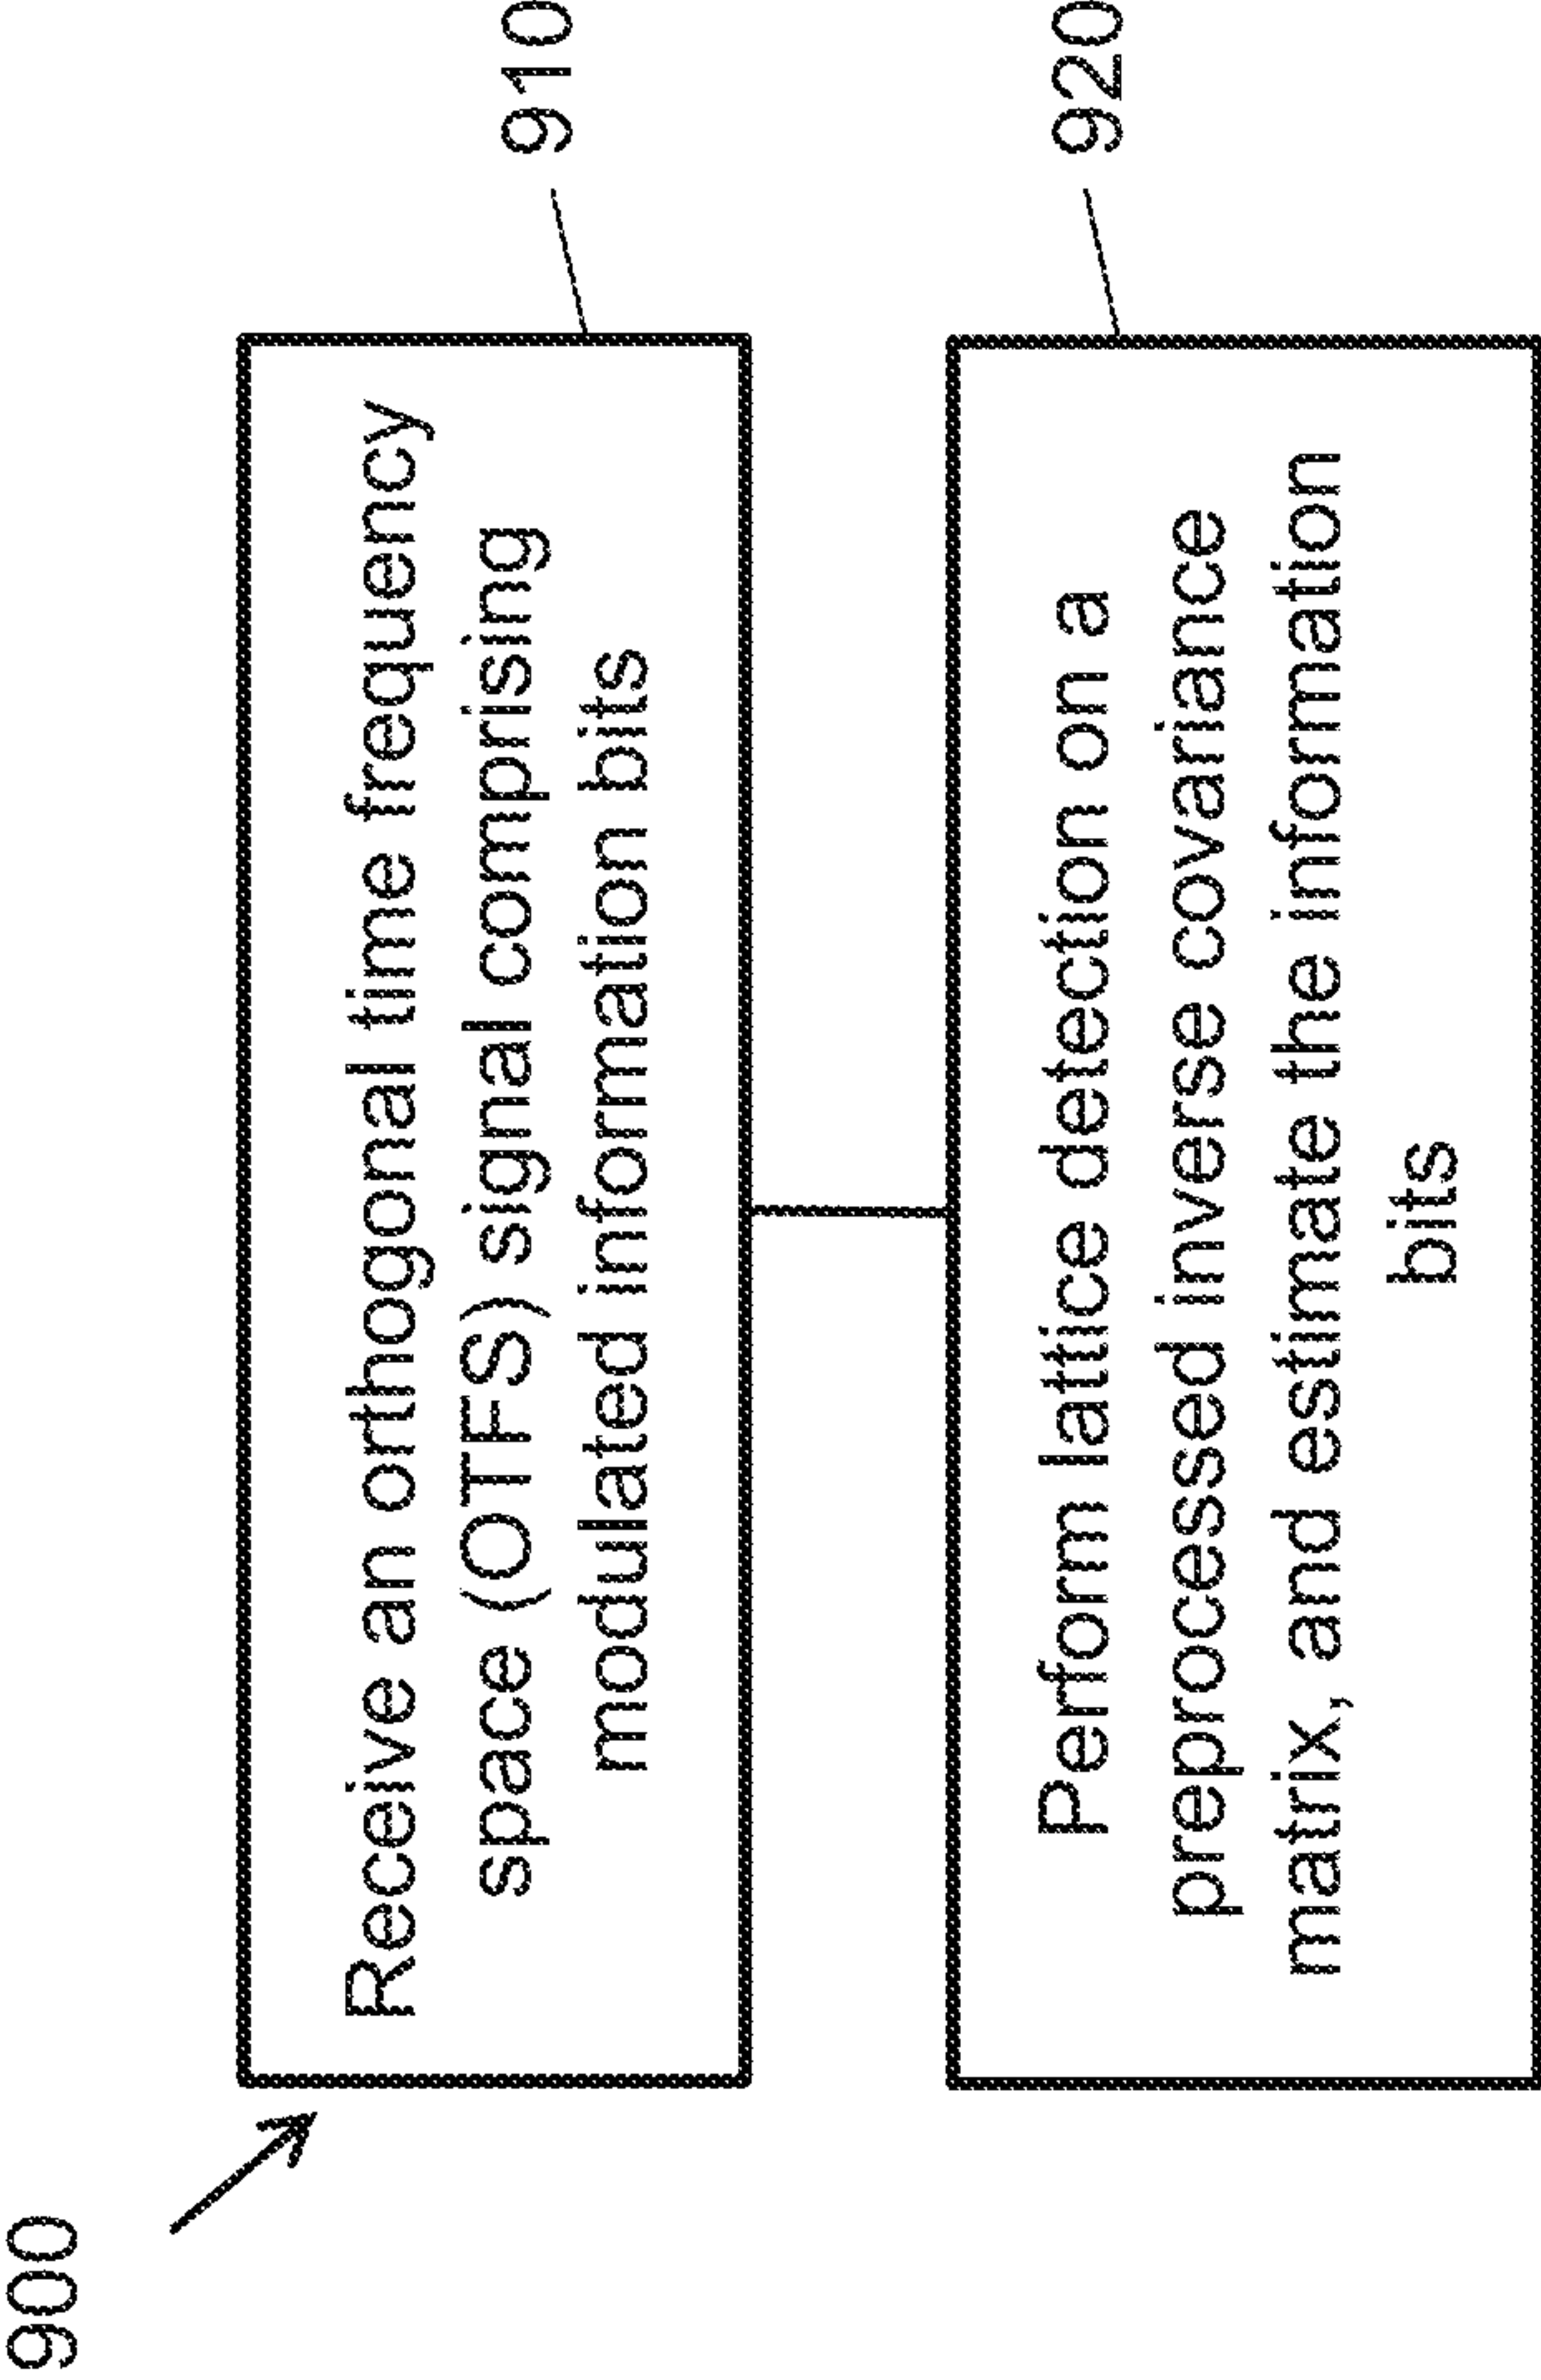 900
Receive an orthogonal time frequency
space (OTFS) signal comprising
modulated information bits
910
Perform lattice detection on a
preprocessed inverse covariance
matrix, and estimate the information
bits
920